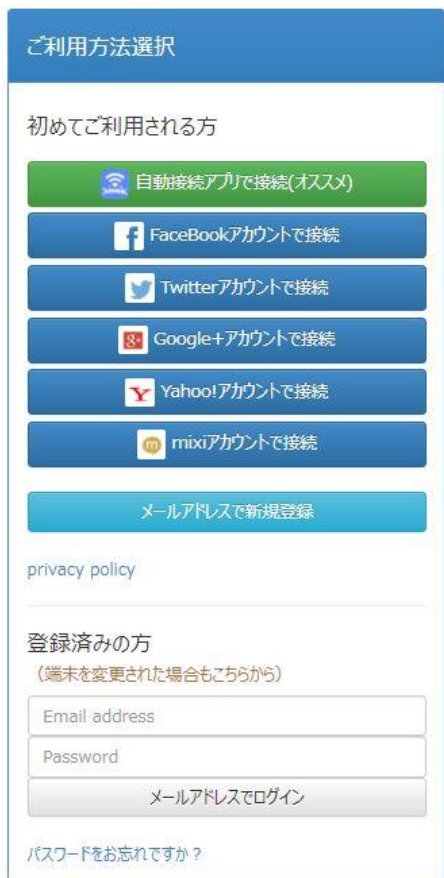 ご利用方法選択
初めてご利用される方
自動接続アプリで接続(オススメ)
FaceBookアカウントで接続
Twitterアカウントで接続
Google+アカウントで接続
Yahoo!アカウントで接続
mixiアカウントで接続
メールアドレスで新規登録
privacy policy
登録済みの方
（端末を変更された場合もこちらから）
Email address
Password
メールアドレスでログイン
パスワードをお忘れですか？